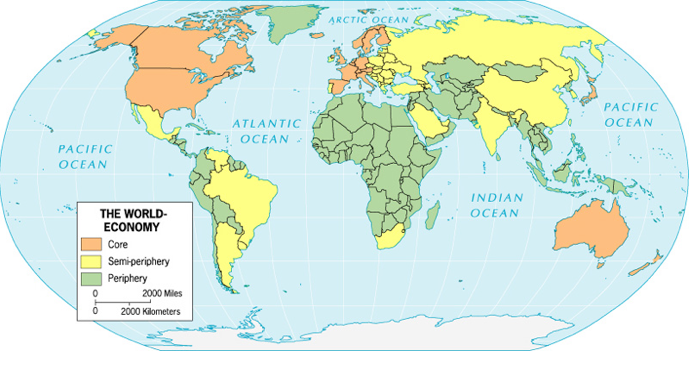 ARCTIC OCEAN
ATLANTIC
OCEAN
PACIFIC
OCEAN
PACIFIC
OCEAN
INDIAN
OCEAN
THE WORLD-
ECONOMY
Core
Semi-periphery
Periphery
0 2000 Miles
0 2000 Kilometers